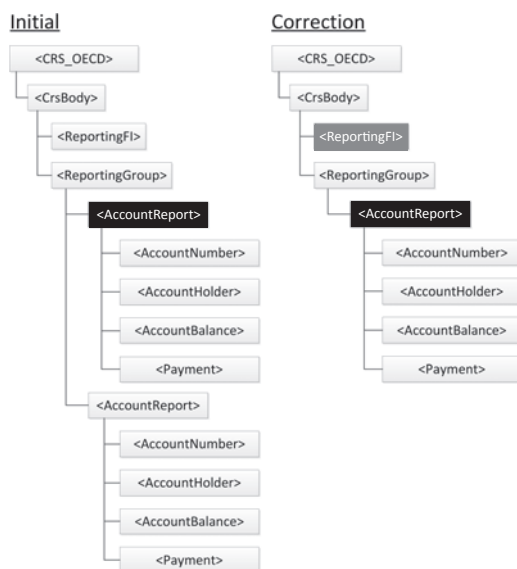 Initial
<CRS_OECD>
<CrsBody>
<ReportingFI>
<ReportingGroup>
<AccountReport>
<AccountNumber>
<AccountHolder>
<AccountBalance>
<Payment>
<AccountReport>
<AccountNumber>
<AccountHolder>
<AccountBalance>
<Payment>
Correction
<CRS_OECD>
<CrsBody>
<ReportingFI>
<ReportingGroup>
<AccountReport>
<AccountNumber>
<AccountHolder>
<AccountBalance>
<Payment>